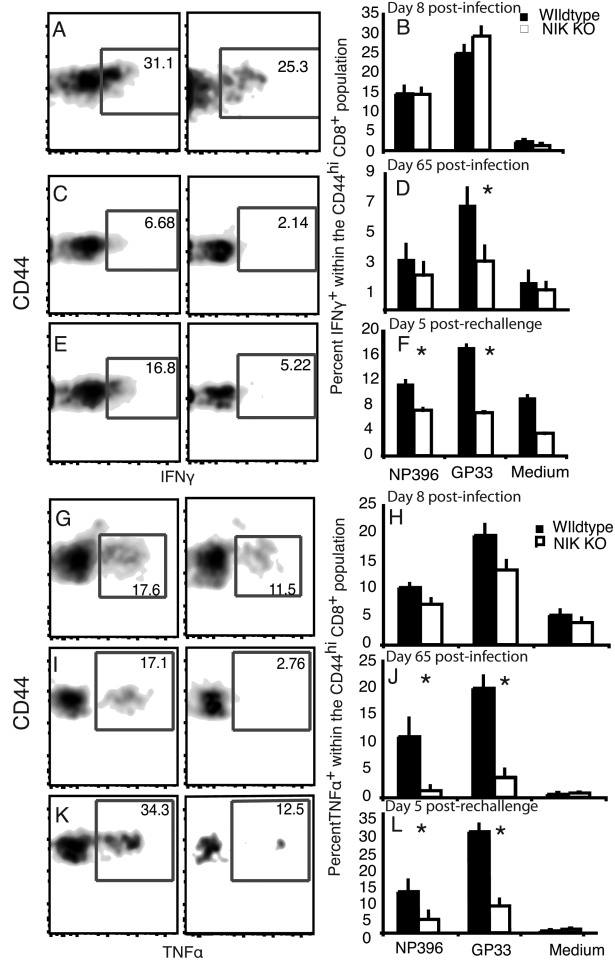 A
31.1
25.3
C
6.68
2.14
E
16.8
5.22
CD44
IFNγ
Percent IFNγ+ within the CD44hi CD8+ population
Day 8 post-infection
B
WIldtype
NIK KO
35
30
25
20
15
10
5
0
Day 65 post-infection
D
9
7
5
3
1
*
Day 5 post-rechallenge
F
20
16
12
8
4
0
* *
NP396 GP33 Medium
G
17.6
11.5
I
17.1
2.76
K
34.3
12.5
CD44
TNFα
PercentTNFα+ within the CD44hi CD8+ population
Day 8 post-infection
H
WIldtype
NIK KO
25
20
15
10
5
0
Day 65 post-infection
J
25
20
15
10
5
0
* *
Day 5 post-rechallenge
L
35
30
25
20
15
10
5
0
* *
NP396 GP33 Medium